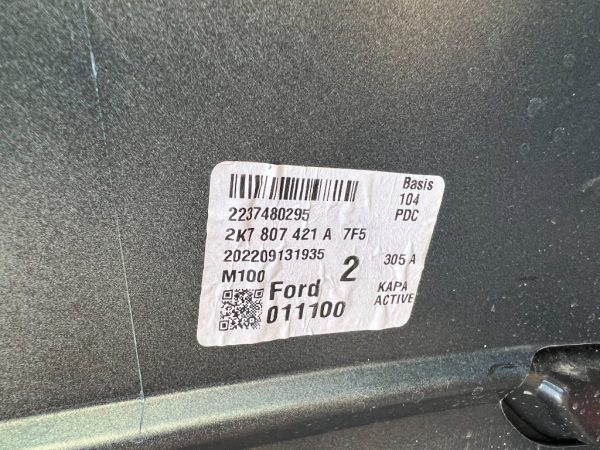 Basis
104
2237480295 PDC
2K7 807 421 A 7F5
202209131935 2 305 A
M100 KAPA
Ford ACTIVE
011100